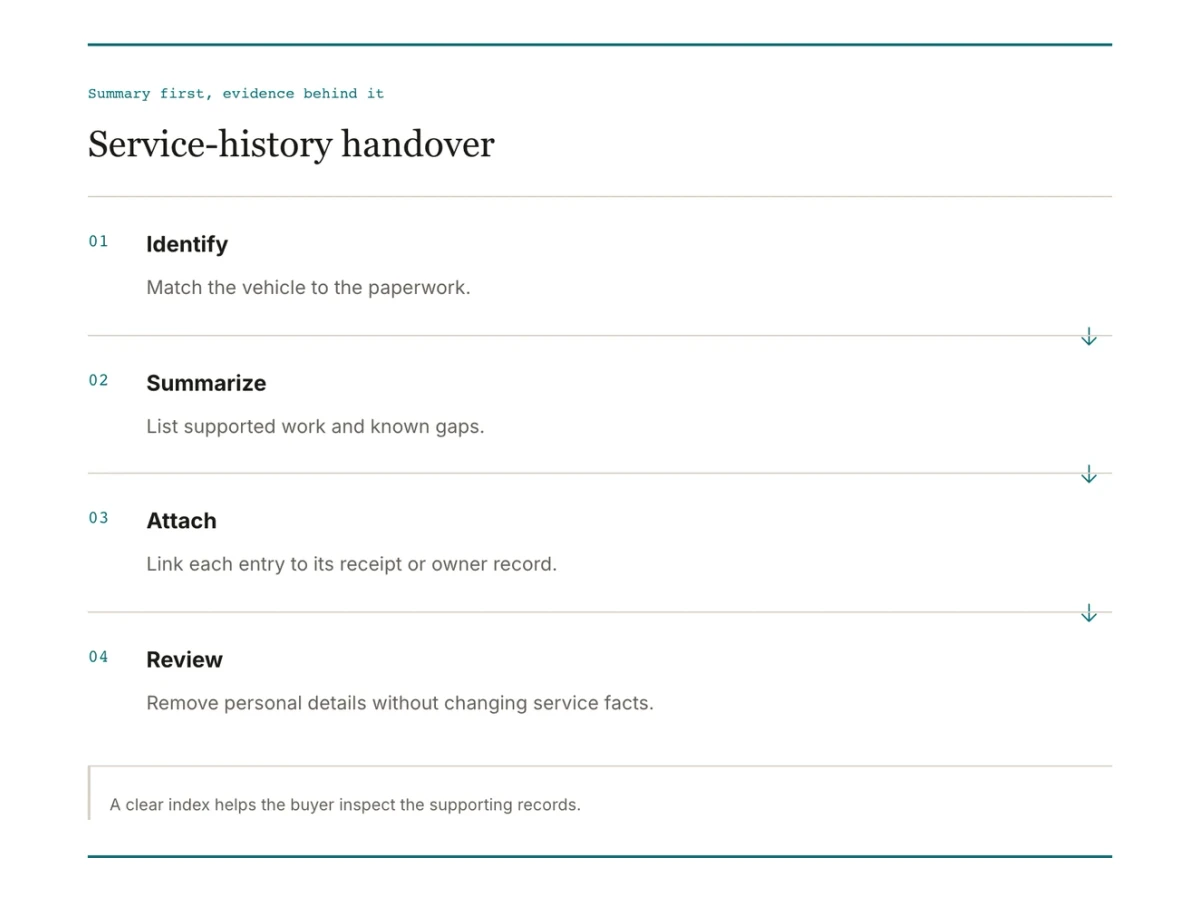 Summary first, evidence behind it
Service-history handover
01
Identify
Match the vehicle to the paperwork.
02
Summarize
List supported work and known gaps.
03
Attach
Link each entry to its receipt or owner record.
04
Review
Remove personal details without changing service facts.
A clear index helps the buyer inspect the supporting records.